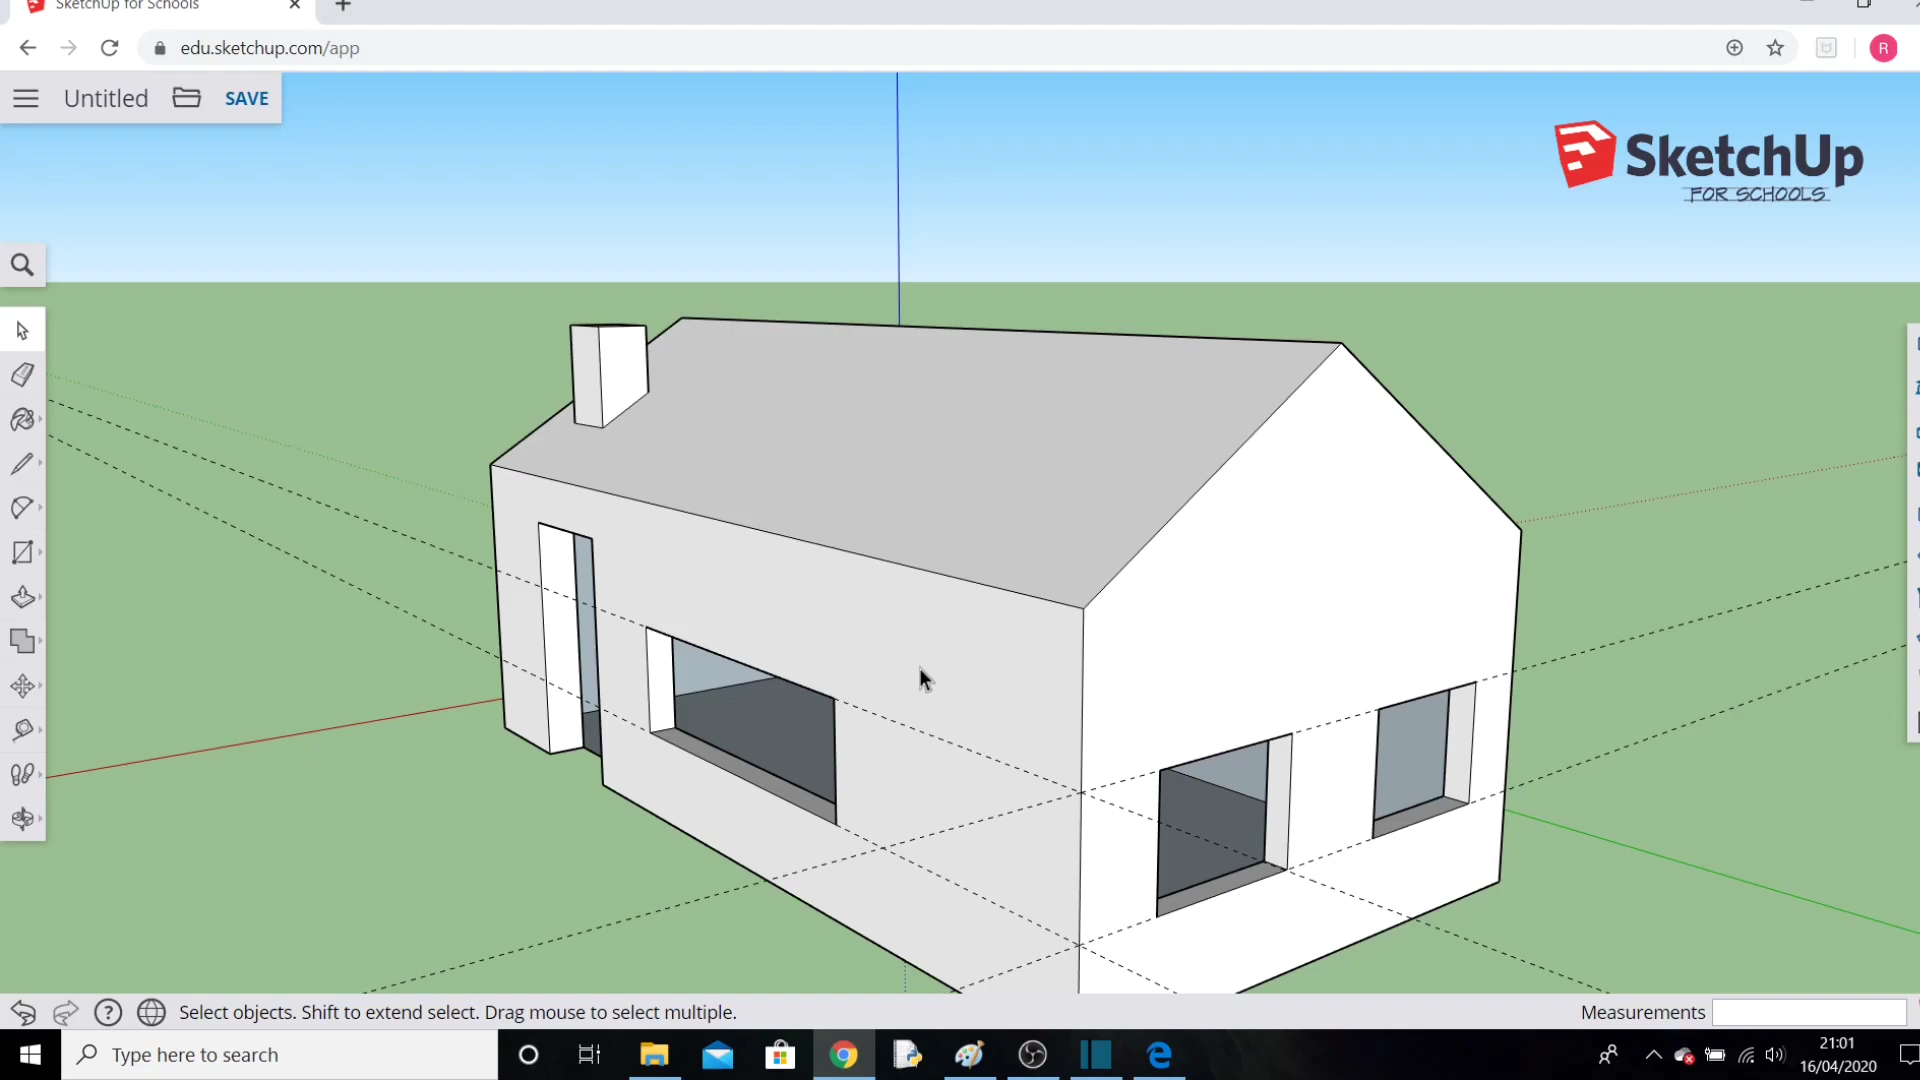 SketchUp for Schools
edu.sketchup.com/app
R
Untitled
SAVE
SketchUp
FOR SCHOOLS
Select objects. Shift to extend select. Drag mouse to select multiple.
Measurements
Type here to search
21:01
16/04/2020